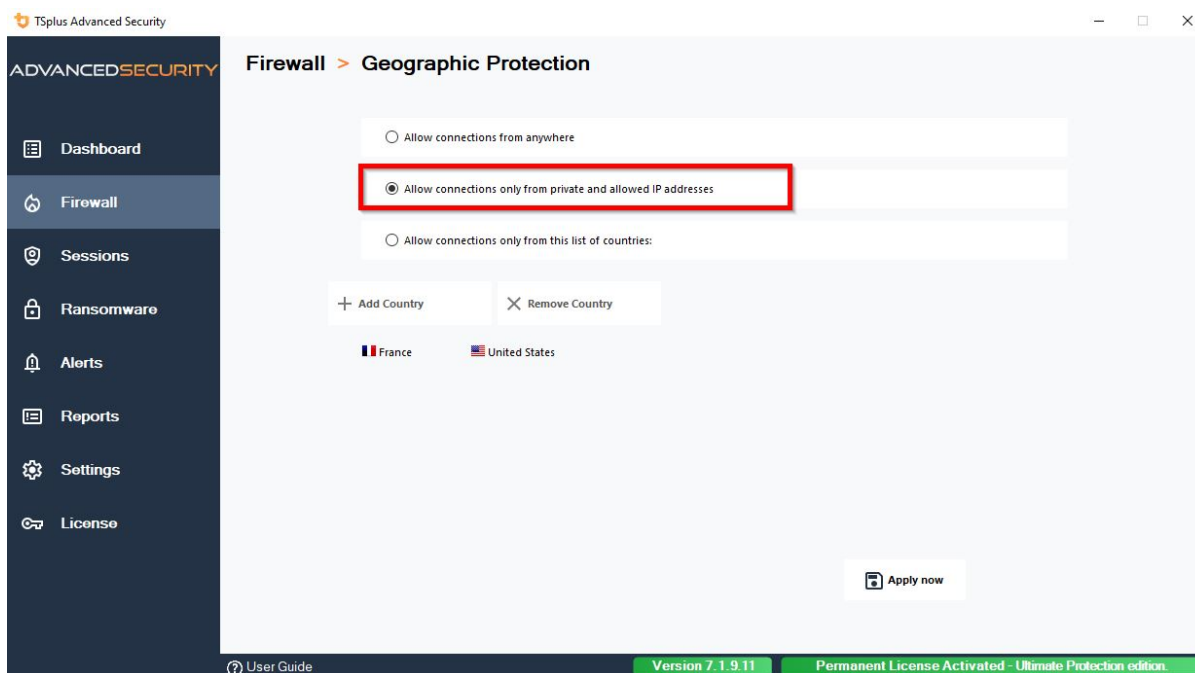 TSplus Advanced Security
ADVANCEDSECURITY
Firewall > Geographic Protection
Dashboard
Firewall
Sessions
Ransomware
Alerts
Reports
Settings
License
Allow connections from anywhere
Allow connections only from private and allowed IP addresses
Allow connections only from this list of countries:
Add Country
Remove Country
France
United States
Apply now
User Guide
Version 7.1.9.11
Permanent License Activated - Ultimate Protection edition.